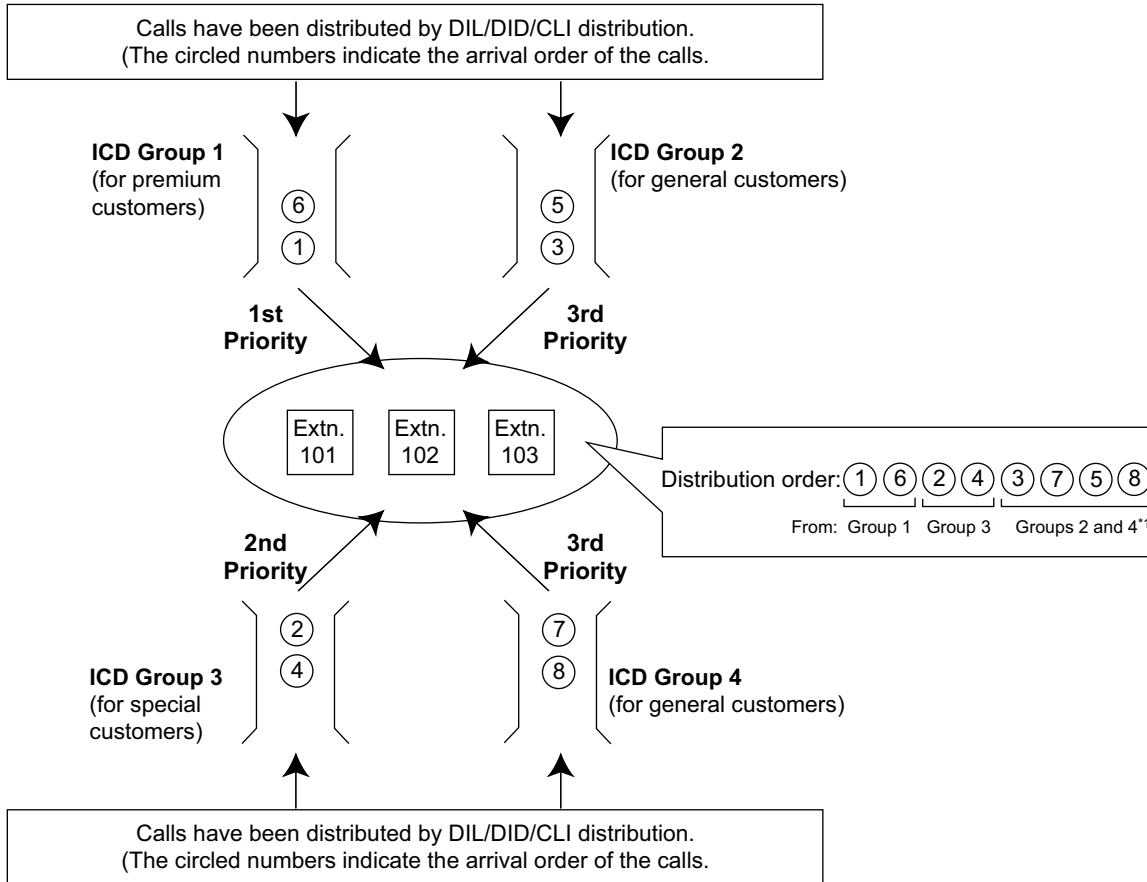 Calls have been distributed by DIL/DID/CLI distribution.
(The circled numbers indicate the arrival order of the calls.
ICD Group 1
(for premium
customers)
6
1
5
3
ICD Group 2
(for general customers)
1st
Priority
3rd
Priority
Extn.
101
Extn.
102
Extn.
103
Distribution order: 1 6 2 4 3 7 5 8
From: Group 1 Group 3 Groups 2 and 4*1
2nd
Priority
3rd
Priority
ICD Group 3
(for special
customers)
2
4
7
8
ICD Group 4
(for general customers)
Calls have been distributed by DIL/DID/CLI distribution.
(The circled numbers indicate the arrival order of the calls.